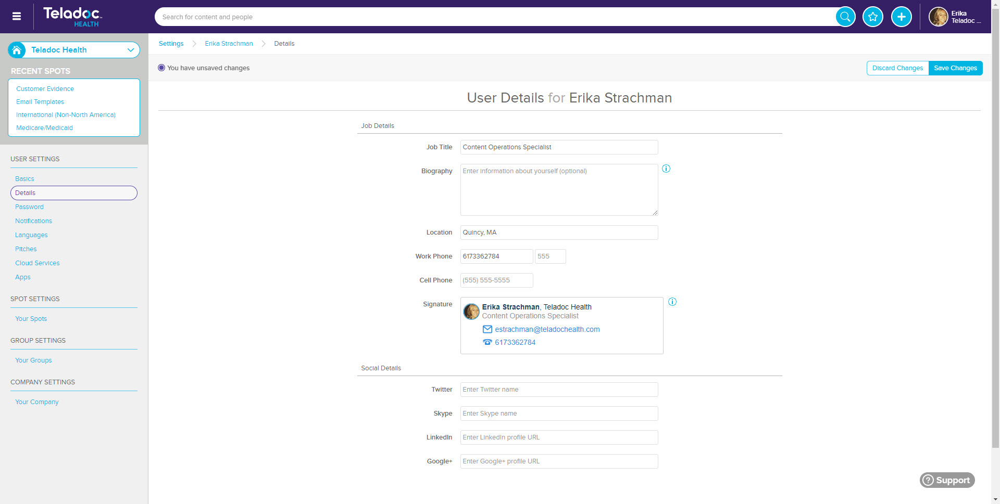 Teladoc™
HEALTH
Search for content and people
Erika
Teladoc ...
Teladoc Health
RECENT SPOTS
Customer Evidence
Email Templates
International (Non-North America)
Medicare/Medicaid
USER SETTINGS
Basics
Details
Password
Notifications
Languages
Pitches
Cloud Services
Apps
SPOT SETTINGS
Your Spots
GROUP SETTINGS
Your Groups
COMPANY SETTINGS
Your Company
Settings Erika Strachman Details
You have unsaved changes
Discard Changes Save Changes
User Details for Erika Strachman
Job Details
Job Title Content Operations Specialist
Biography Enter information about yourself (optional)
Location Quincy, MA
Work Phone 6173362784 555
Cell Phone (555) 555-5555
Signature
Erika Strachman, Teladoc Health
Content Operations Specialist
estrachman@teladochealth.com
6173362784
Social Details
Twitter Enter Twitter name
Skype Enter Skype name
LinkedIn Enter LinkedIn profile URL
Google+ Enter Google+ profile URL
? Support